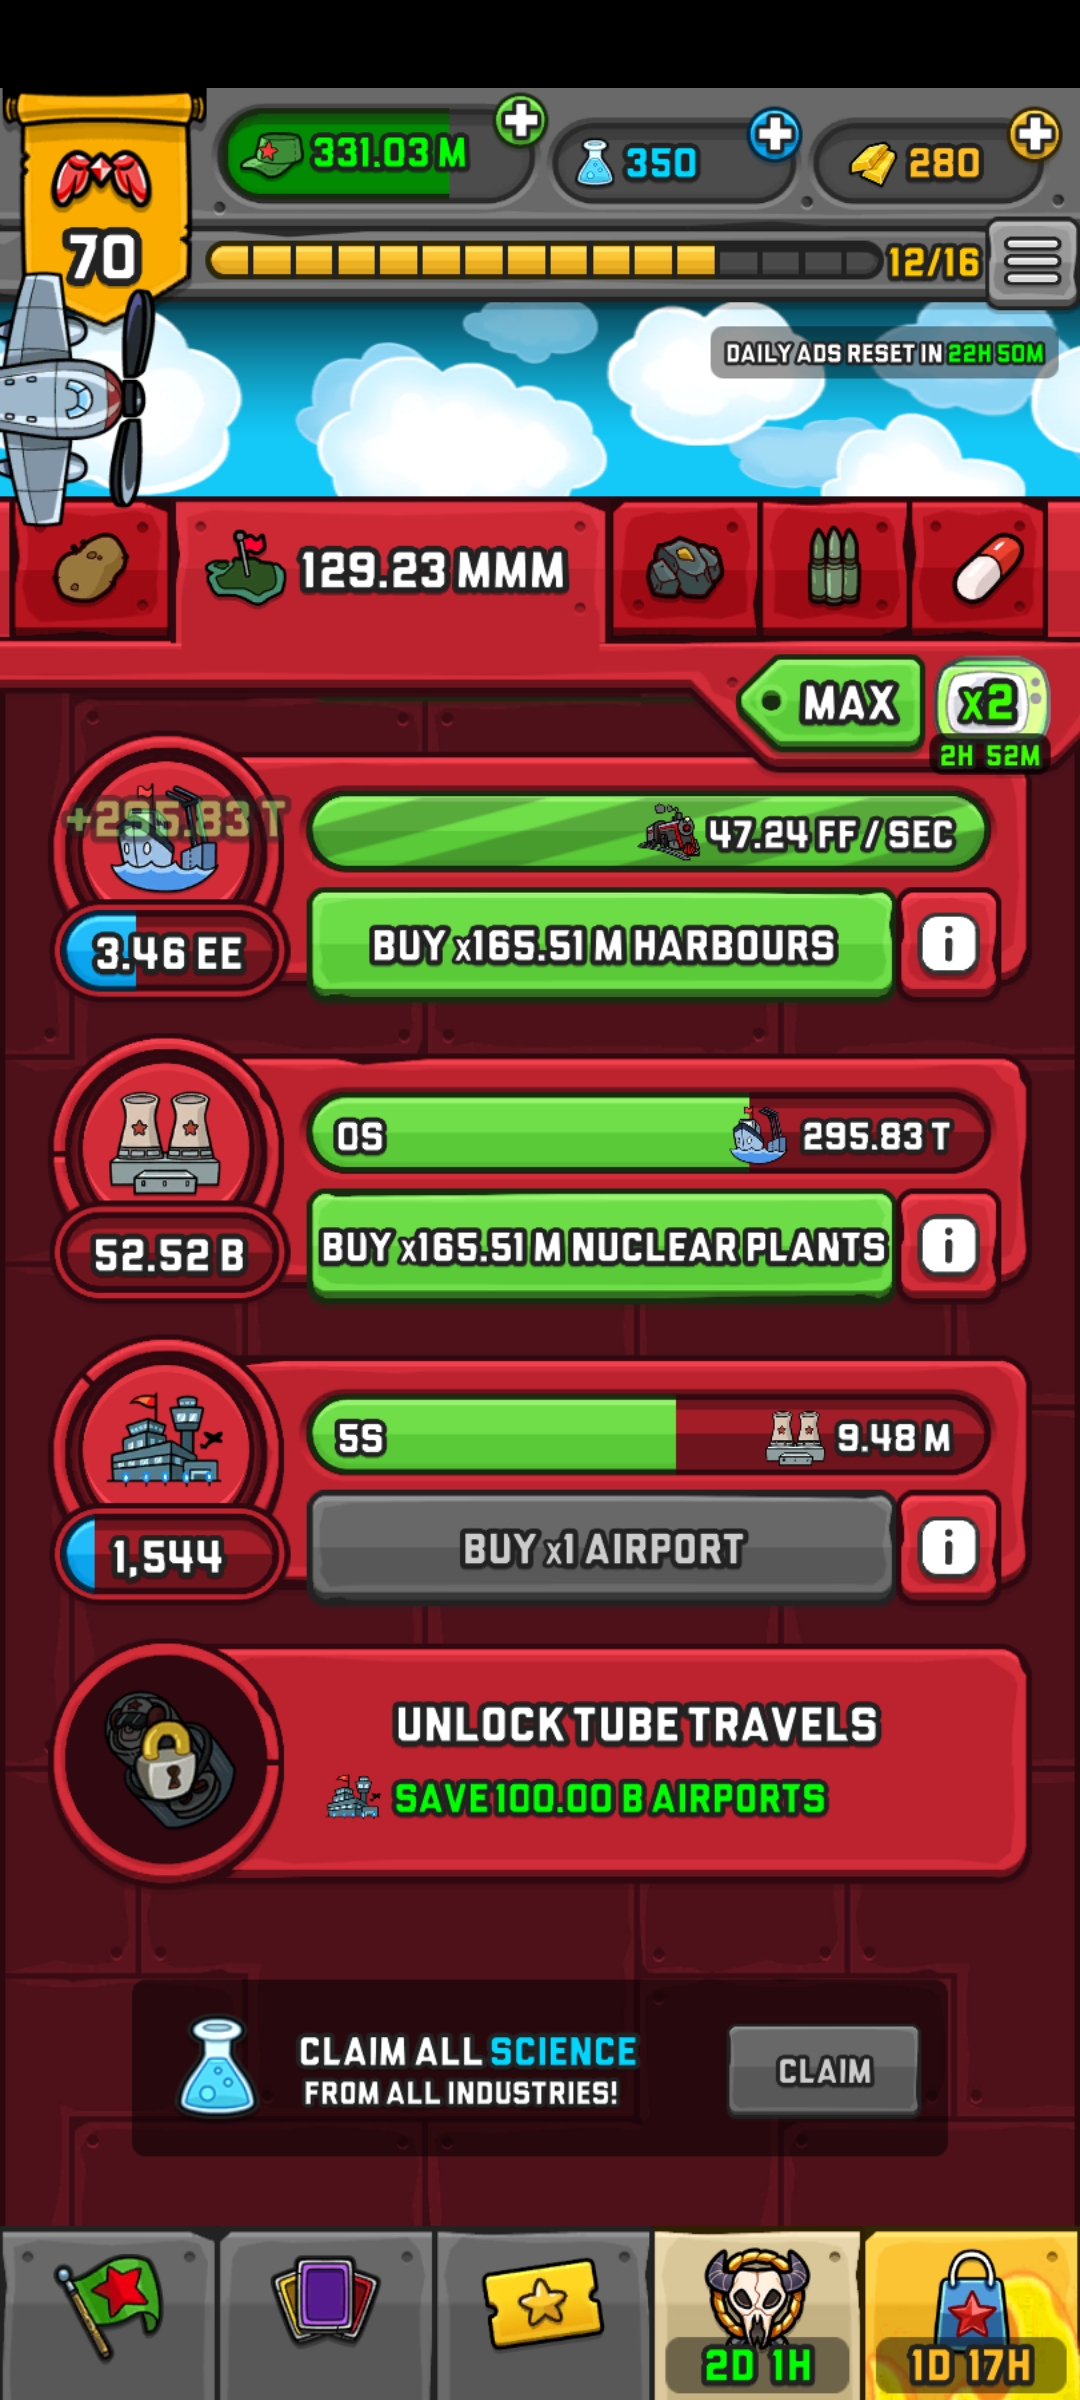 331.03 M
350
280
70
12/16
DAILY ADS RESET IN 22H 50M
129.23 MMM
MAX
x2
2H 52M
+295.83 T
47.24 FF / SEC
3.46 EE
BUY x165.51 M HARBOURS
i
0S
295.83 T
52.52 B
BUY x165.51 M NUCLEAR PLANTS
i
5S
9.48 M
1,544
BUY x1 AIRPORT
i
UNLOCK TUBE TRAVELS
SAVE 100.00 B AIRPORTS
CLAIM ALL SCIENCE
FROM ALL INDUSTRIES!
CLAIM
2D 1H
1D 17H